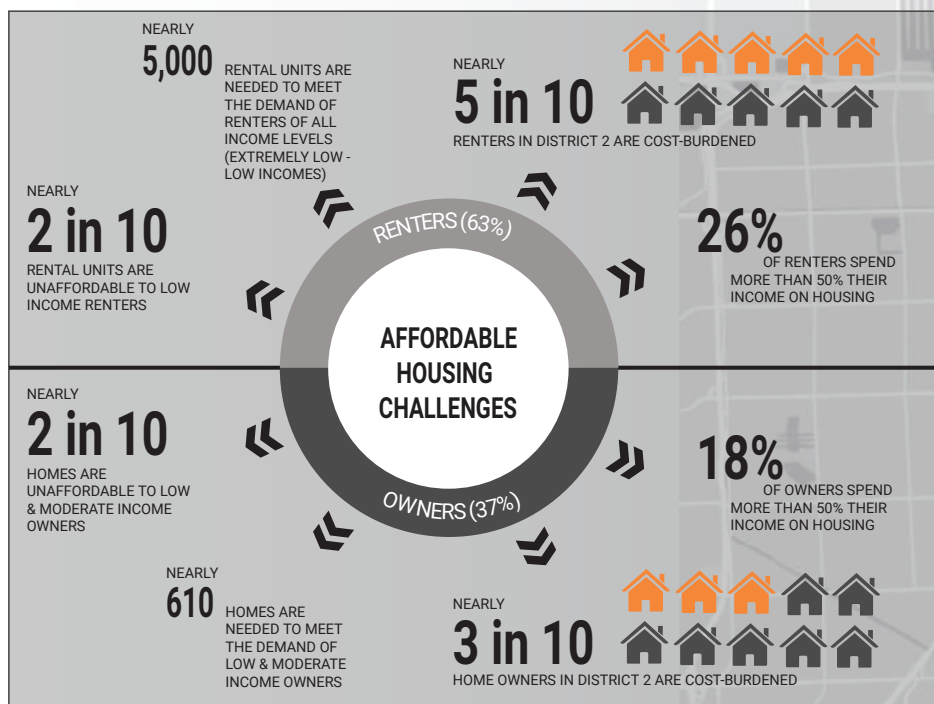 NEARLY
5,000
RENTAL UNITS ARE
NEEDED TO MEET
THE DEMAND OF
RENTERS OF ALL
INCOME LEVELS
(EXTREMELY LOW -
LOW INCOMES)
NEARLY
5 in 10
RENTERS IN DISTRICT 2 ARE COST-BURDENED
NEARLY
2 in 10
RENTAL UNITS ARE
UNAFFORDABLE TO LOW
INCOME RENTERS
RENTERS (63%)
26%
OF RENTERS SPEND
MORE THAN 50% THEIR
INCOME ON HOUSING
AFFORDABLE
HOUSING
CHALLENGES
NEARLY
2 in 10
HOMES ARE
UNAFFORDABLE TO LOW
& MODERATE INCOME
OWNERS
OWNERS (37%)
18%
OF OWNERS SPEND
MORE THAN 50% THEIR
INCOME ON HOUSING
NEARLY
610
HOMES ARE
NEEDED TO MEET
THE DEMAND OF
LOW & MODERATE
INCOME OWNERS
NEARLY
3 in 10
HOME OWNERS IN DISTRICT 2 ARE COST-BURDENED